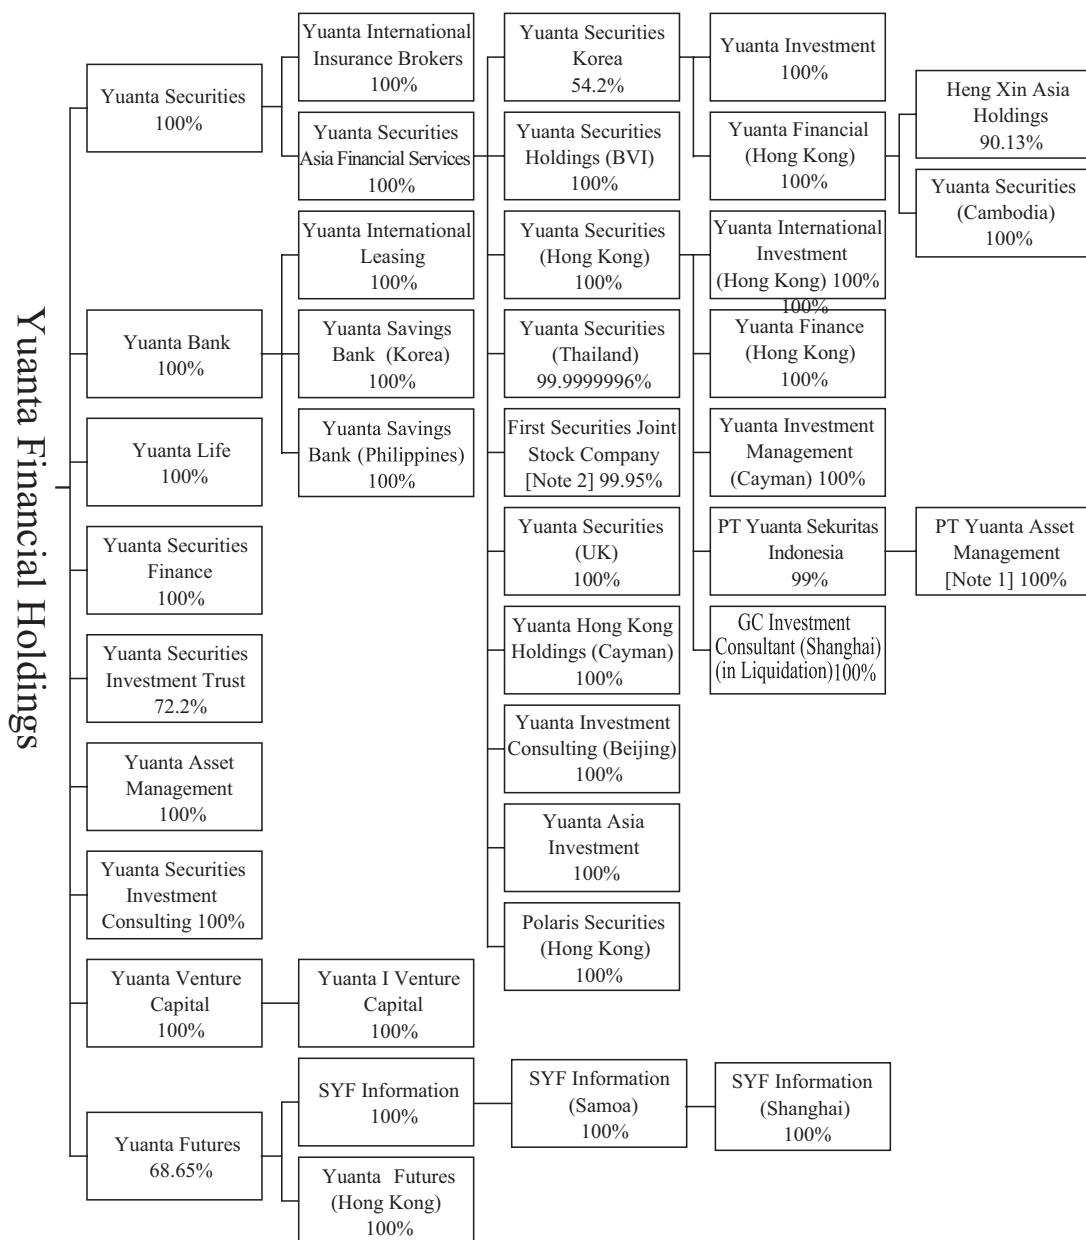 Yuanta Financial Holdings
Yuanta Securities
100%
Yuanta Bank
100%
Yuanta Life
100%
Yuanta Securities
Finance
100%
Yuanta Securities
Investment Trust
72.2%
Yuanta Asset
Management
100%
Yuanta Securities
Investment
Consulting 100%
Yuanta Venture
Capital
100%
Yuanta Futures
68.65%
Yuanta International
Insurance Brokers
100%
Yuanta Securities
Asia Financial Services
100%
Yuanta International
Leasing
100%
Yuanta Savings
Bank (Korea)
100%
Yuanta Savings
Bank (Philippines)
100%
Yuanta I Venture
Capital
100%
SYF Information
100%
Yuanta Futures
(Hong Kong)
100%
Yuanta Securities
Korea
54.2%
Yuanta Securities
Holdings (BVI)
100%
Yuanta Securities
(Hong Kong)
100%
Yuanta Securities
(Thailand)
99.9999996%
First Securities Joint
Stock Company
[Note 2] 99.95%
Yuanta Securities
(UK)
100%
Yuanta Hong Kong
Holdings (Cayman)
100%
Yuanta Investment
Consulting (Beijing)
100%
Yuanta Asia
Investment
100%
Polaris Securities
(Hong Kong)
100%
SYF Information
(Samoa)
100%
Yuanta Investment
100%
Yuanta Financial
(Hong Kong)
100%
Yuanta International
Investment
(Hong Kong) 100%
100%
Yuanta Finance
(Hong Kong)
100%
Yuanta Investment
Management
(Cayman) 100%
PT Yuanta Sekuritas
Indonesia
99%
GC Investment
Consultant (Shanghai)
(in Liquidation)100%
SYF Information
(Shanghai)
100%
Heng Xin Asia
Holdings
90.13%
Yuanta Securities
(Cambodia)
100%
PT Yuanta Asset
Management
[Note 1] 100%